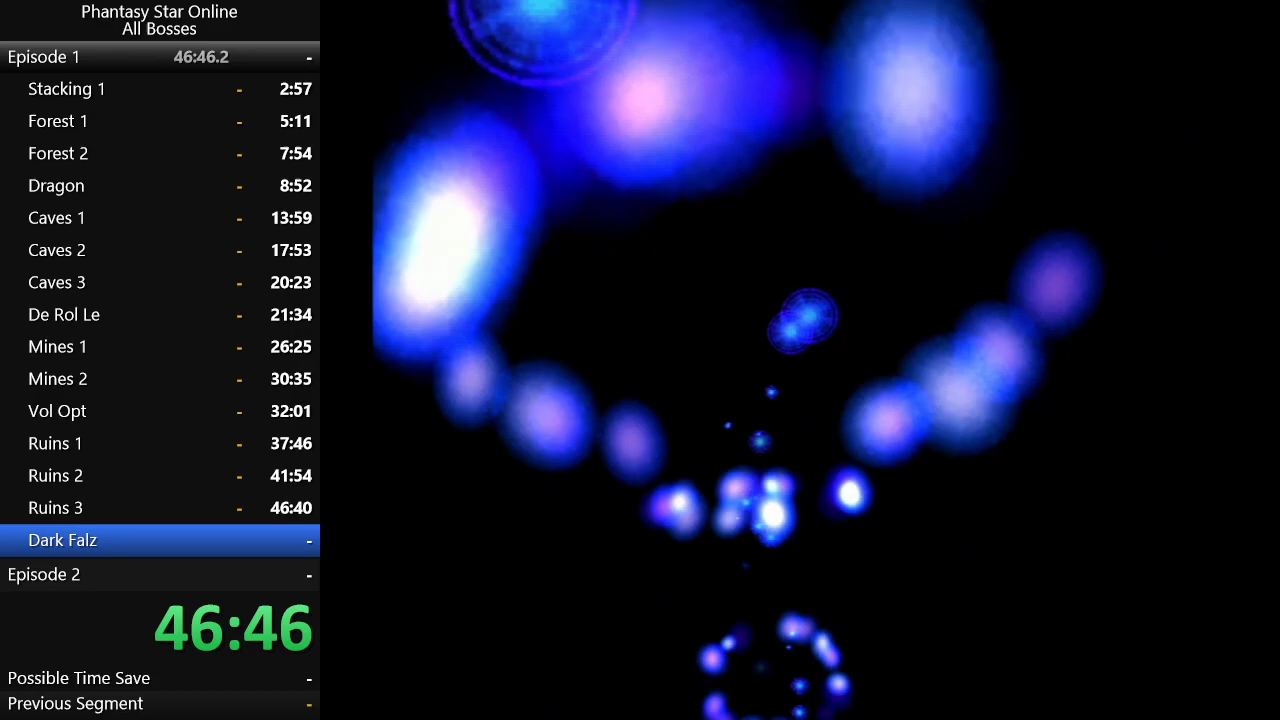 Phantasy Star Online
All Bosses
Episode 1 46:46.2 -
Stacking 1 - 2:57
Forest 1 - 5:11
Forest 2 - 7:54
Dragon - 8:52
Caves 1 - 13:59
Caves 2 - 17:53
Caves 3 - 20:23
De Rol Le - 21:34
Mines 1 - 26:25
Mines 2 - 30:35
Vol Opt - 32:01
Ruins 1 - 37:46
Ruins 2 - 41:54
Ruins 3 - 46:40
Dark Falz -
Episode 2 -
46:46
Possible Time Save -
Previous Segment -